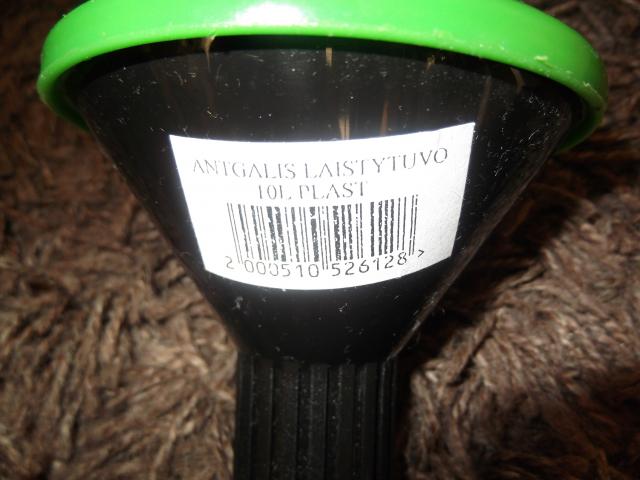 ANTGALIS LAISTYTUVO
10L PLAST
2 000510 526128 >